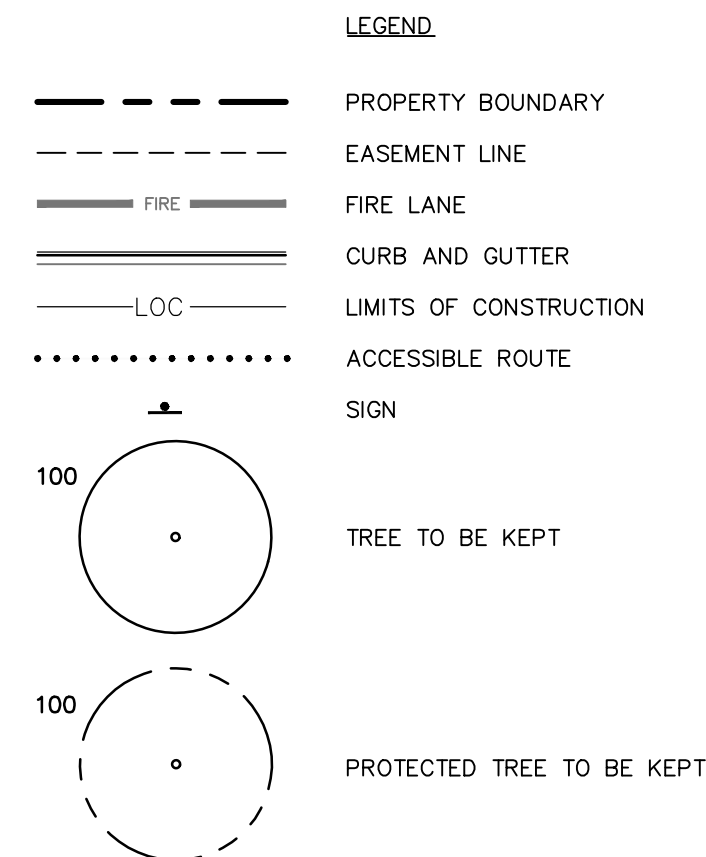 LEGEND
PROPERTY BOUNDARY
EASEMENT LINE
FIRE FIRE LANE
CURB AND GUTTER
LOC LIMITS OF CONSTRUCTION
ACCESSIBLE ROUTE
SIGN
100
TREE TO BE KEPT
100
PROTECTED TREE TO BE KEPT